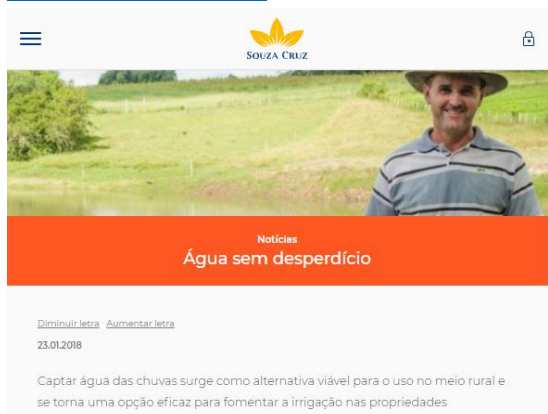 SOUZA CRUZ
Notícias
Água sem desperdício
Diminuir letra Aumentar letra
23.01.2018
Captar água das chuvas surge como alternativa viável para o uso no meio rural e
se torna uma opção eficaz para fomentar a irrigação nas propriedades